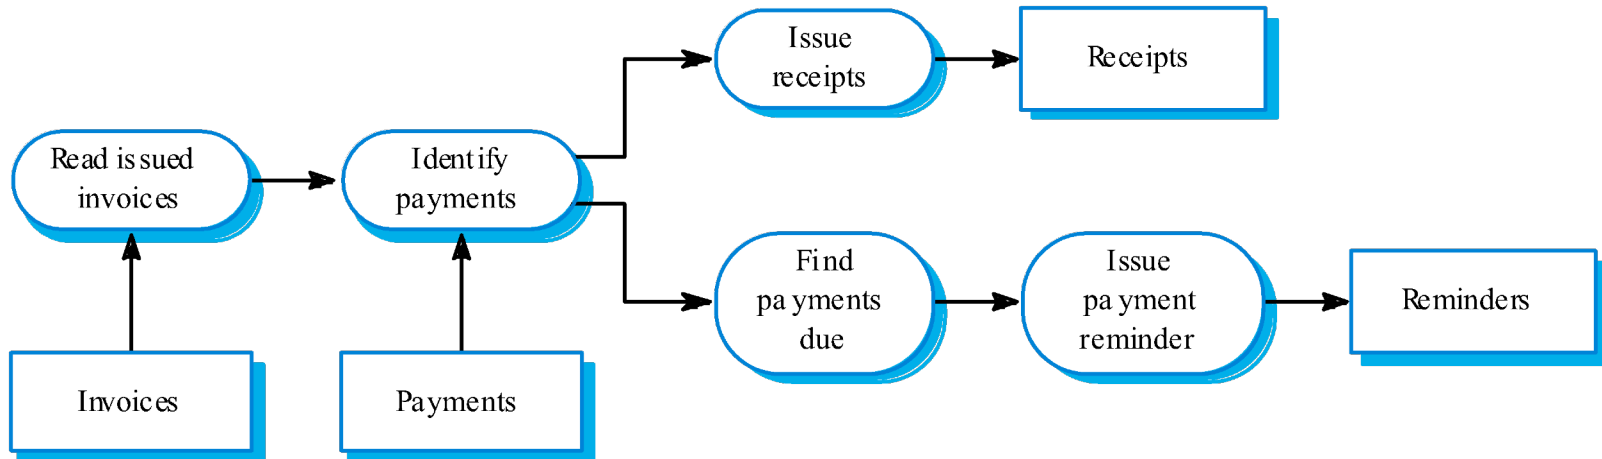 Issue
receipts
Receipts
Read issued
invoices
Identify
payments
Find
payments
due
Issue
payment
reminder
Reminders
Invoices
Payments